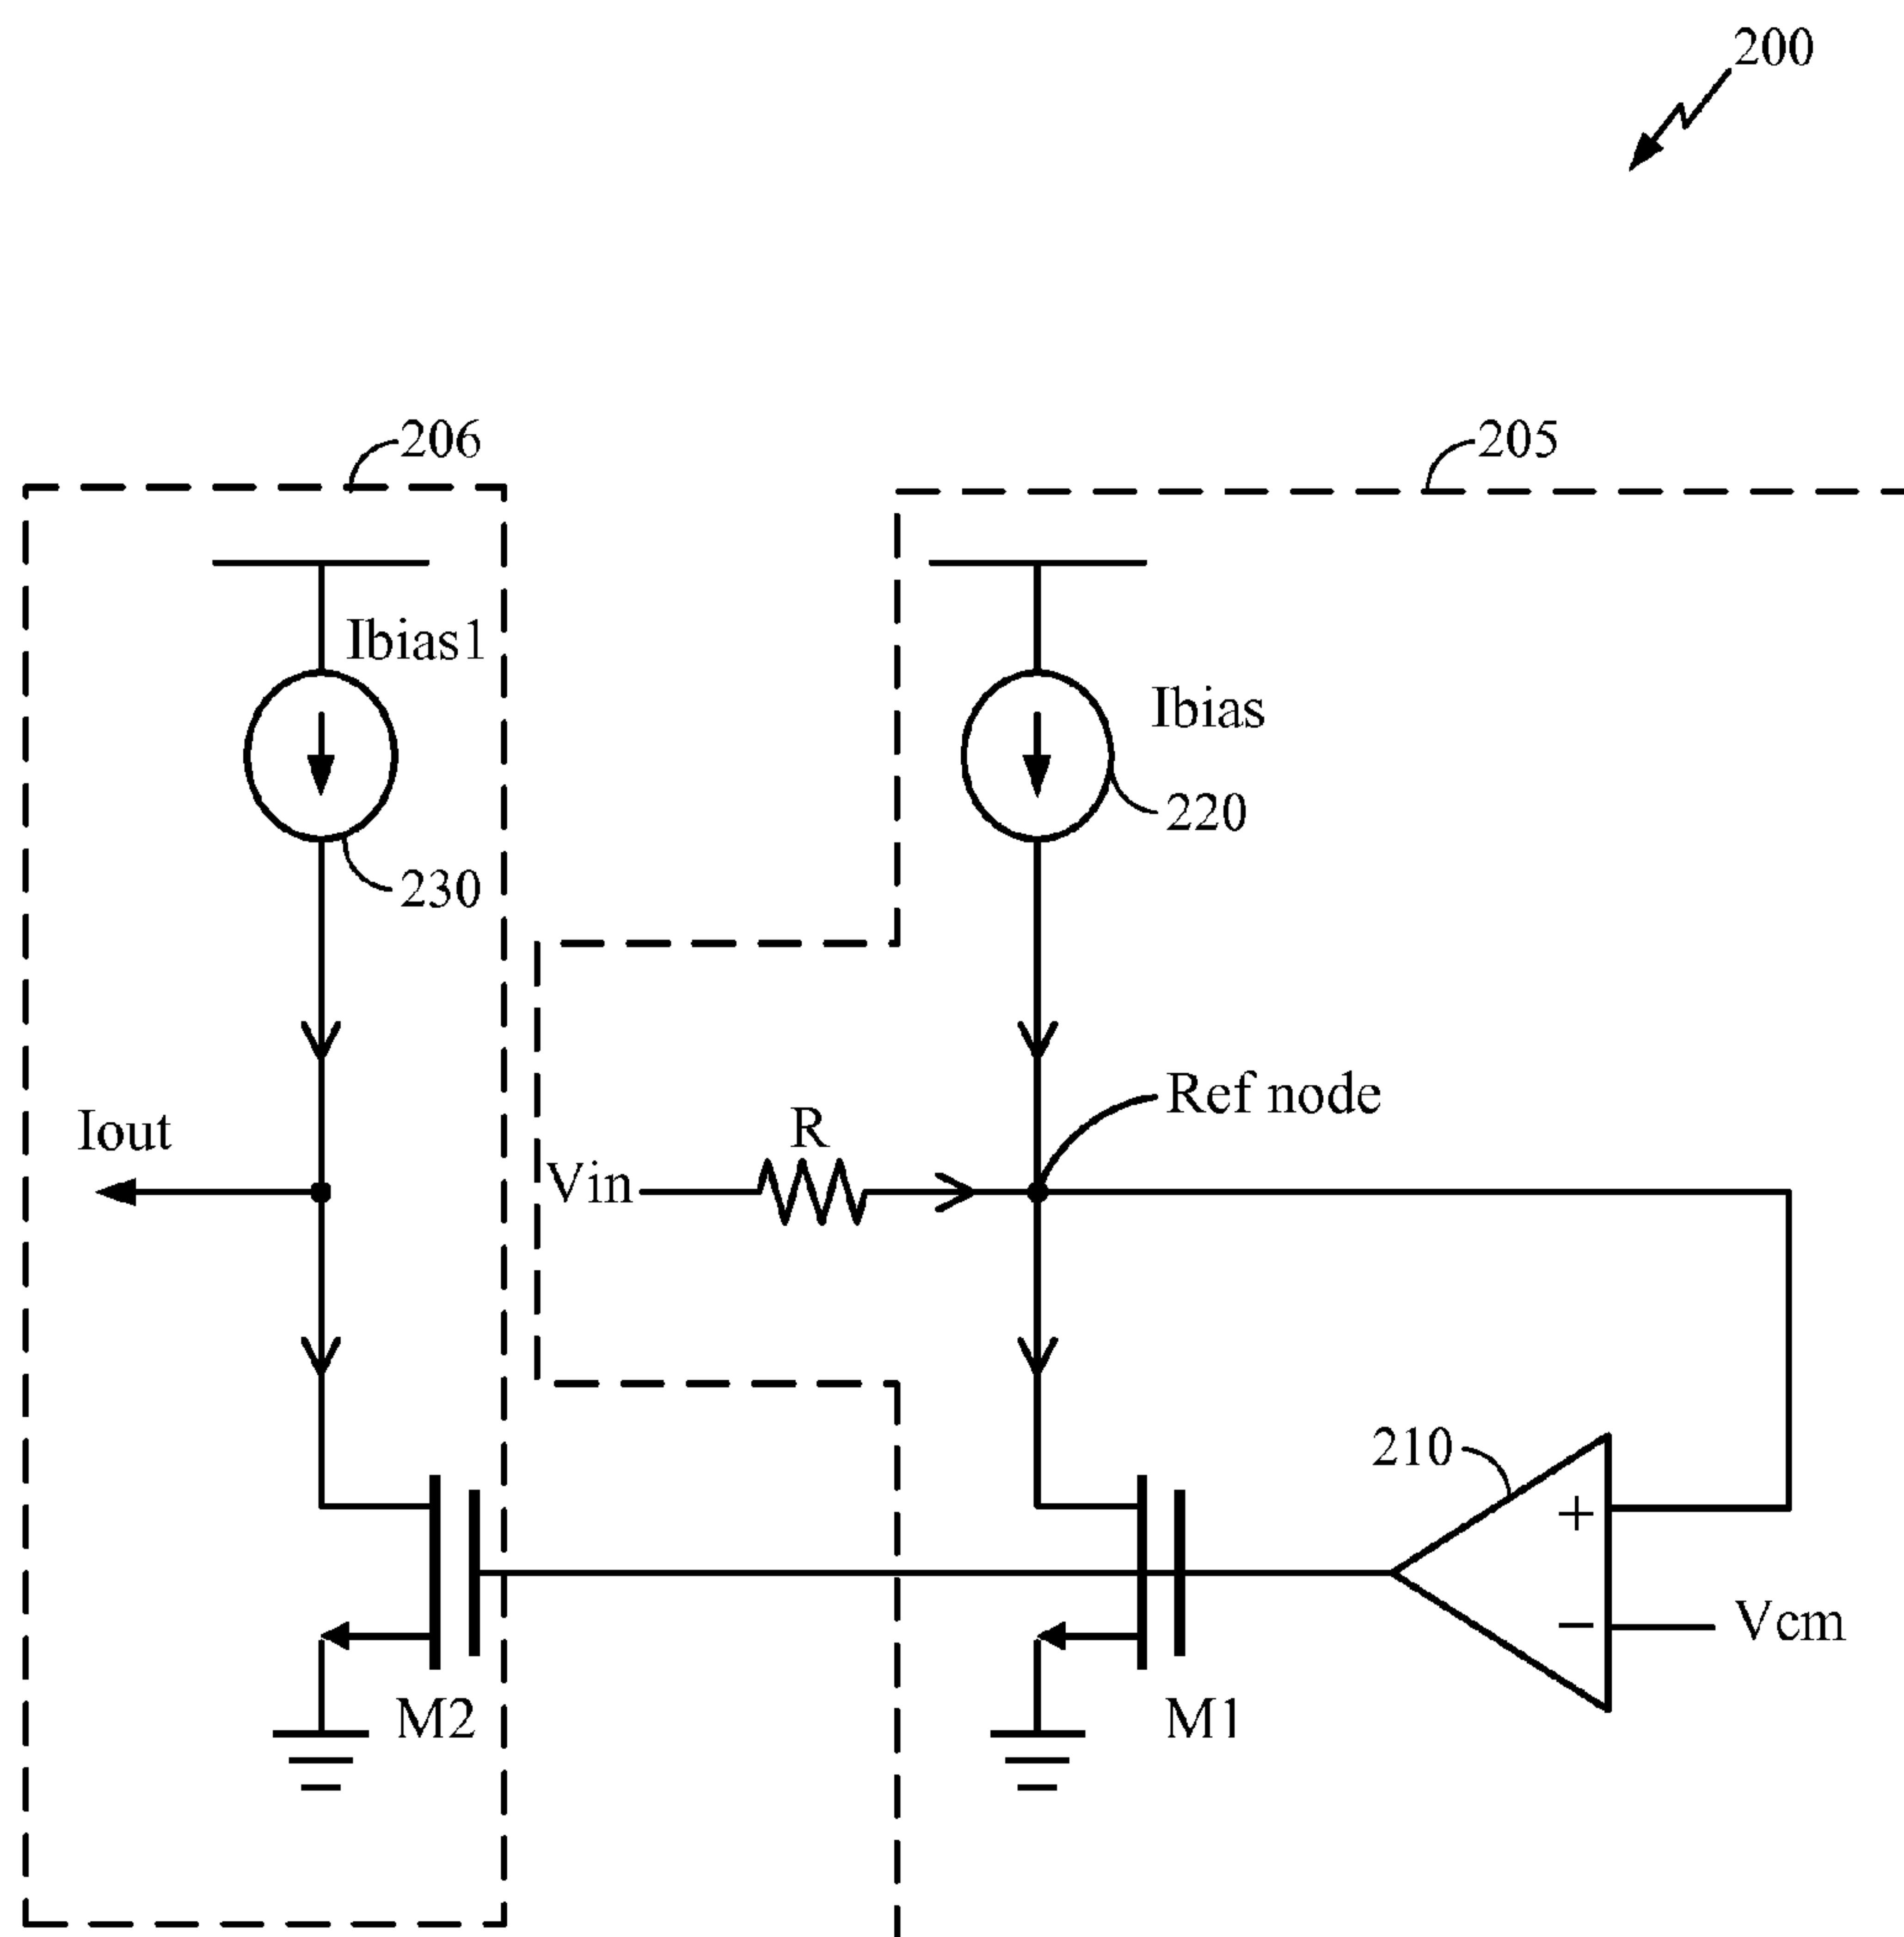 200
206
205
Ibias1
Ibias
220
230
Ref node
Iout
R
Vin
210
+
−
Vcm
M2
M1